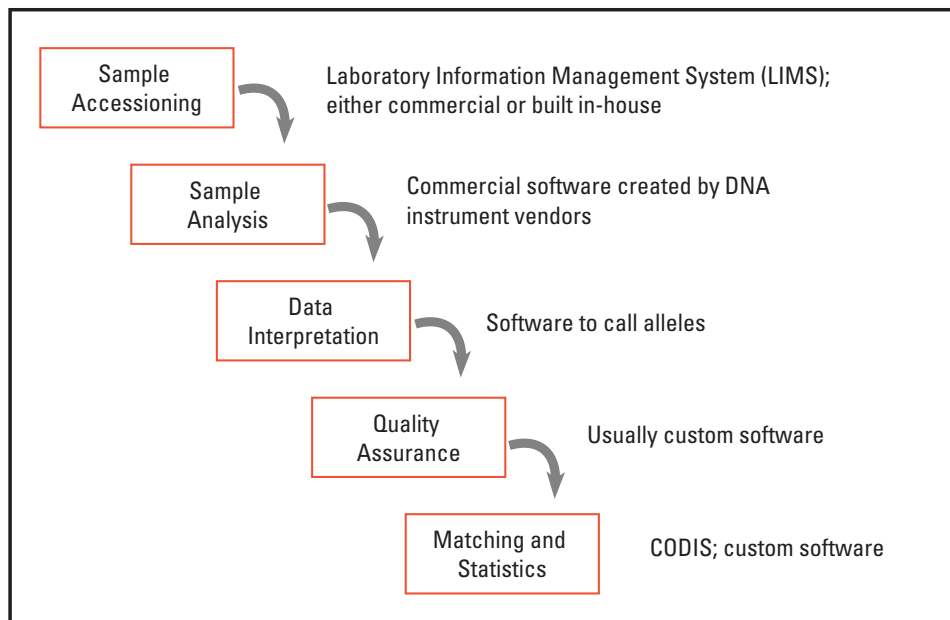 Sample
Accessioning
Laboratory Information Management System (LIMS);
either commercial or built in-house
Sample
Analysis
Commercial software created by DNA
instrument vendors
Data
Interpretation
Software to call alleles
Quality
Assurance
Usually custom software
Matching and
Statistics
CODIS; custom software